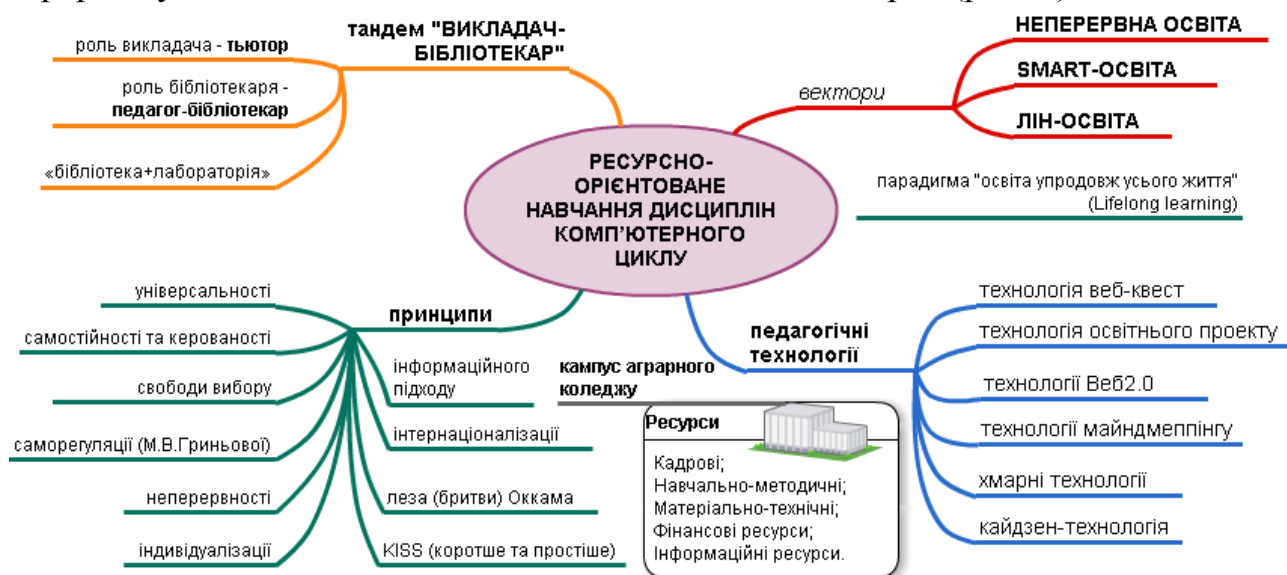 тандем "ВИКЛАДАЧ-
БІБЛІОТЕКАР"
роль викладача - тьютор
роль бібліотекаря -
педагог-бібліотекар
«бібліотека+лабораторія»
вектори
НЕПЕРЕРВНА ОСВІТА
SMART-ОСВІТА
ЛІН-ОСВІТА
парадигма "освіта упродовж усього життя"
(Lifelong learning)
РЕСУРСНО-
ОРІЄНТОВАНЕ
НАВЧАННЯ ДИСЦИПЛІН
КОМП'ЮТЕРНОГО
ЦИКЛУ
принципи
універсальності
самостійності та керованості
свободи вибору
саморегуляції (М.В.Гриньової)
неперервності
індивідуалізації
інформаційного
підходу
інтернаціоналізації
леза (бритви) Оккама
KISS (коротше та простіше)
педагогічні
технології
технологія веб-квест
технологія освітнього проекту
технології Веб2.0
технології майндмеппінгу
хмарні технології
кайдзен-технологія
кампус аграрного
коледжу
Ресурси
Кадрові;
Навчально-методичні;
Матеріально-технічні;
Фінансові ресурси;
Інформаційні ресурси.